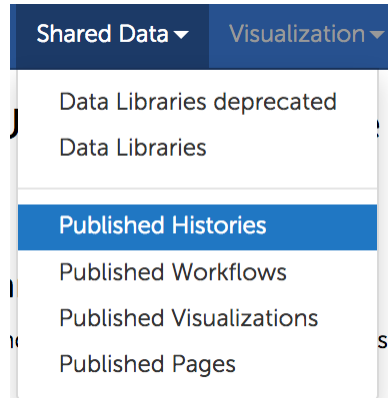 Shared Data Visualization
Data Libraries deprecated
Data Libraries
Published Histories
Published Workflows
Published Visualizations
Published Pages